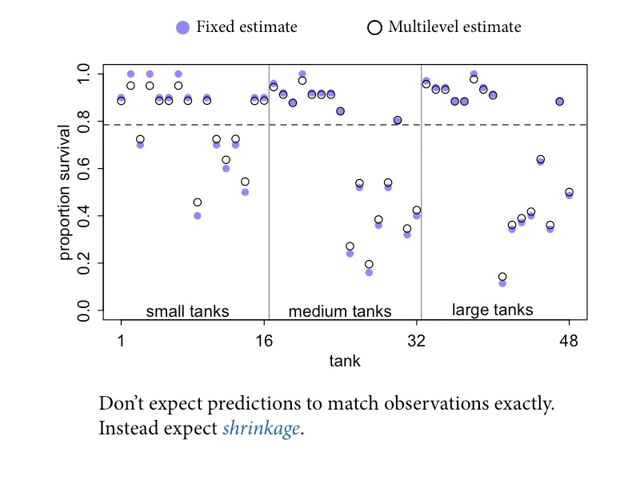 Fixed estimate
Multilevel estimate
proportion survival
1.0
0.8
0.6
0.4
0.2
0.0
small tanks
medium tanks
large tanks
1
16
32
48
tank
Don’t expect predictions to match observations exactly.
Instead expect shrinkage.